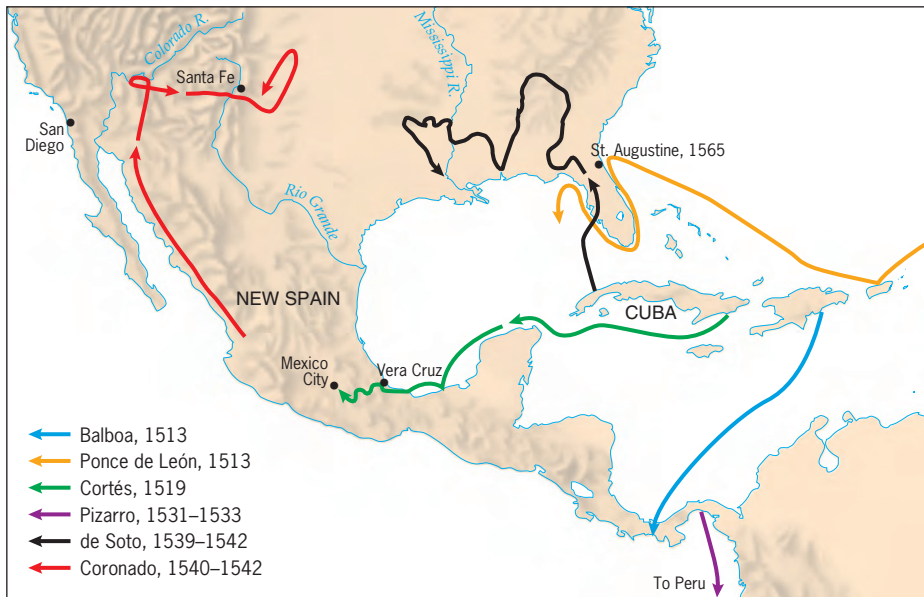 Colorado R.
Mississippi R.
Santa Fe
San
Diego
St. Augustine, 1565
Rio Grande
NEW SPAIN
CUBA
Mexico
City
Vera Cruz
Balboa, 1513
Ponce de León, 1513
Cortés, 1519
Pizarro, 1531–1533
de Soto, 1539–1542
Coronado, 1540–1542
To Peru